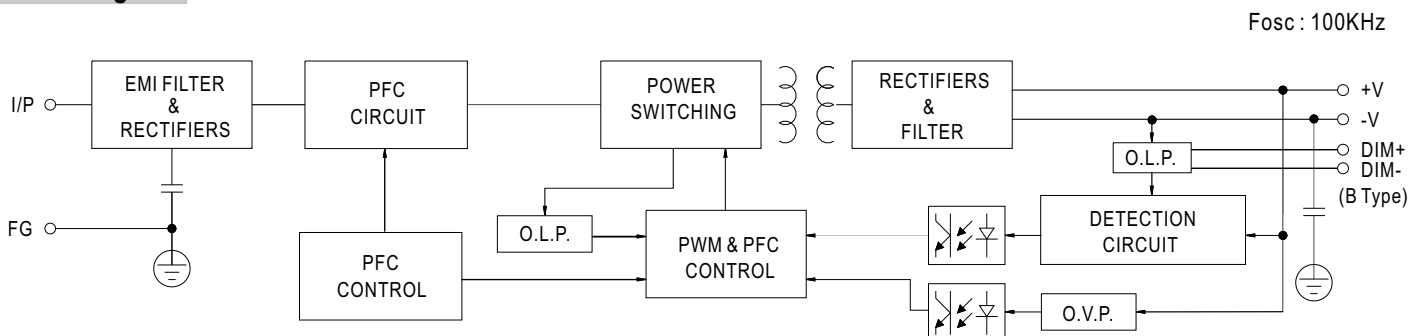 Fosc : 100KHz
I/P
EMI FILTER
&
RECTIFIERS
PFC
CIRCUIT
POWER
SWITCHING
RECTIFIERS
&
FILTER
+V
-V
O.L.P.
DIM+
DIM-
(B Type)
FG
O.L.P.
PFC
CONTROL
PWM & PFC
CONTROL
DETECTION
CIRCUIT
O.V.P.